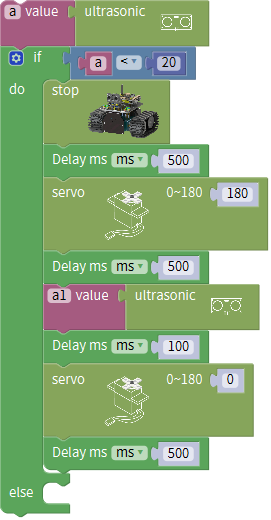 a value ultrasonic
if a < 20
do stop
Delay ms ms 500
servo 0~180 180
Delay ms ms 500
a1 value ultrasonic
Delay ms ms 100
servo 0~180 0
Delay ms ms 500
else